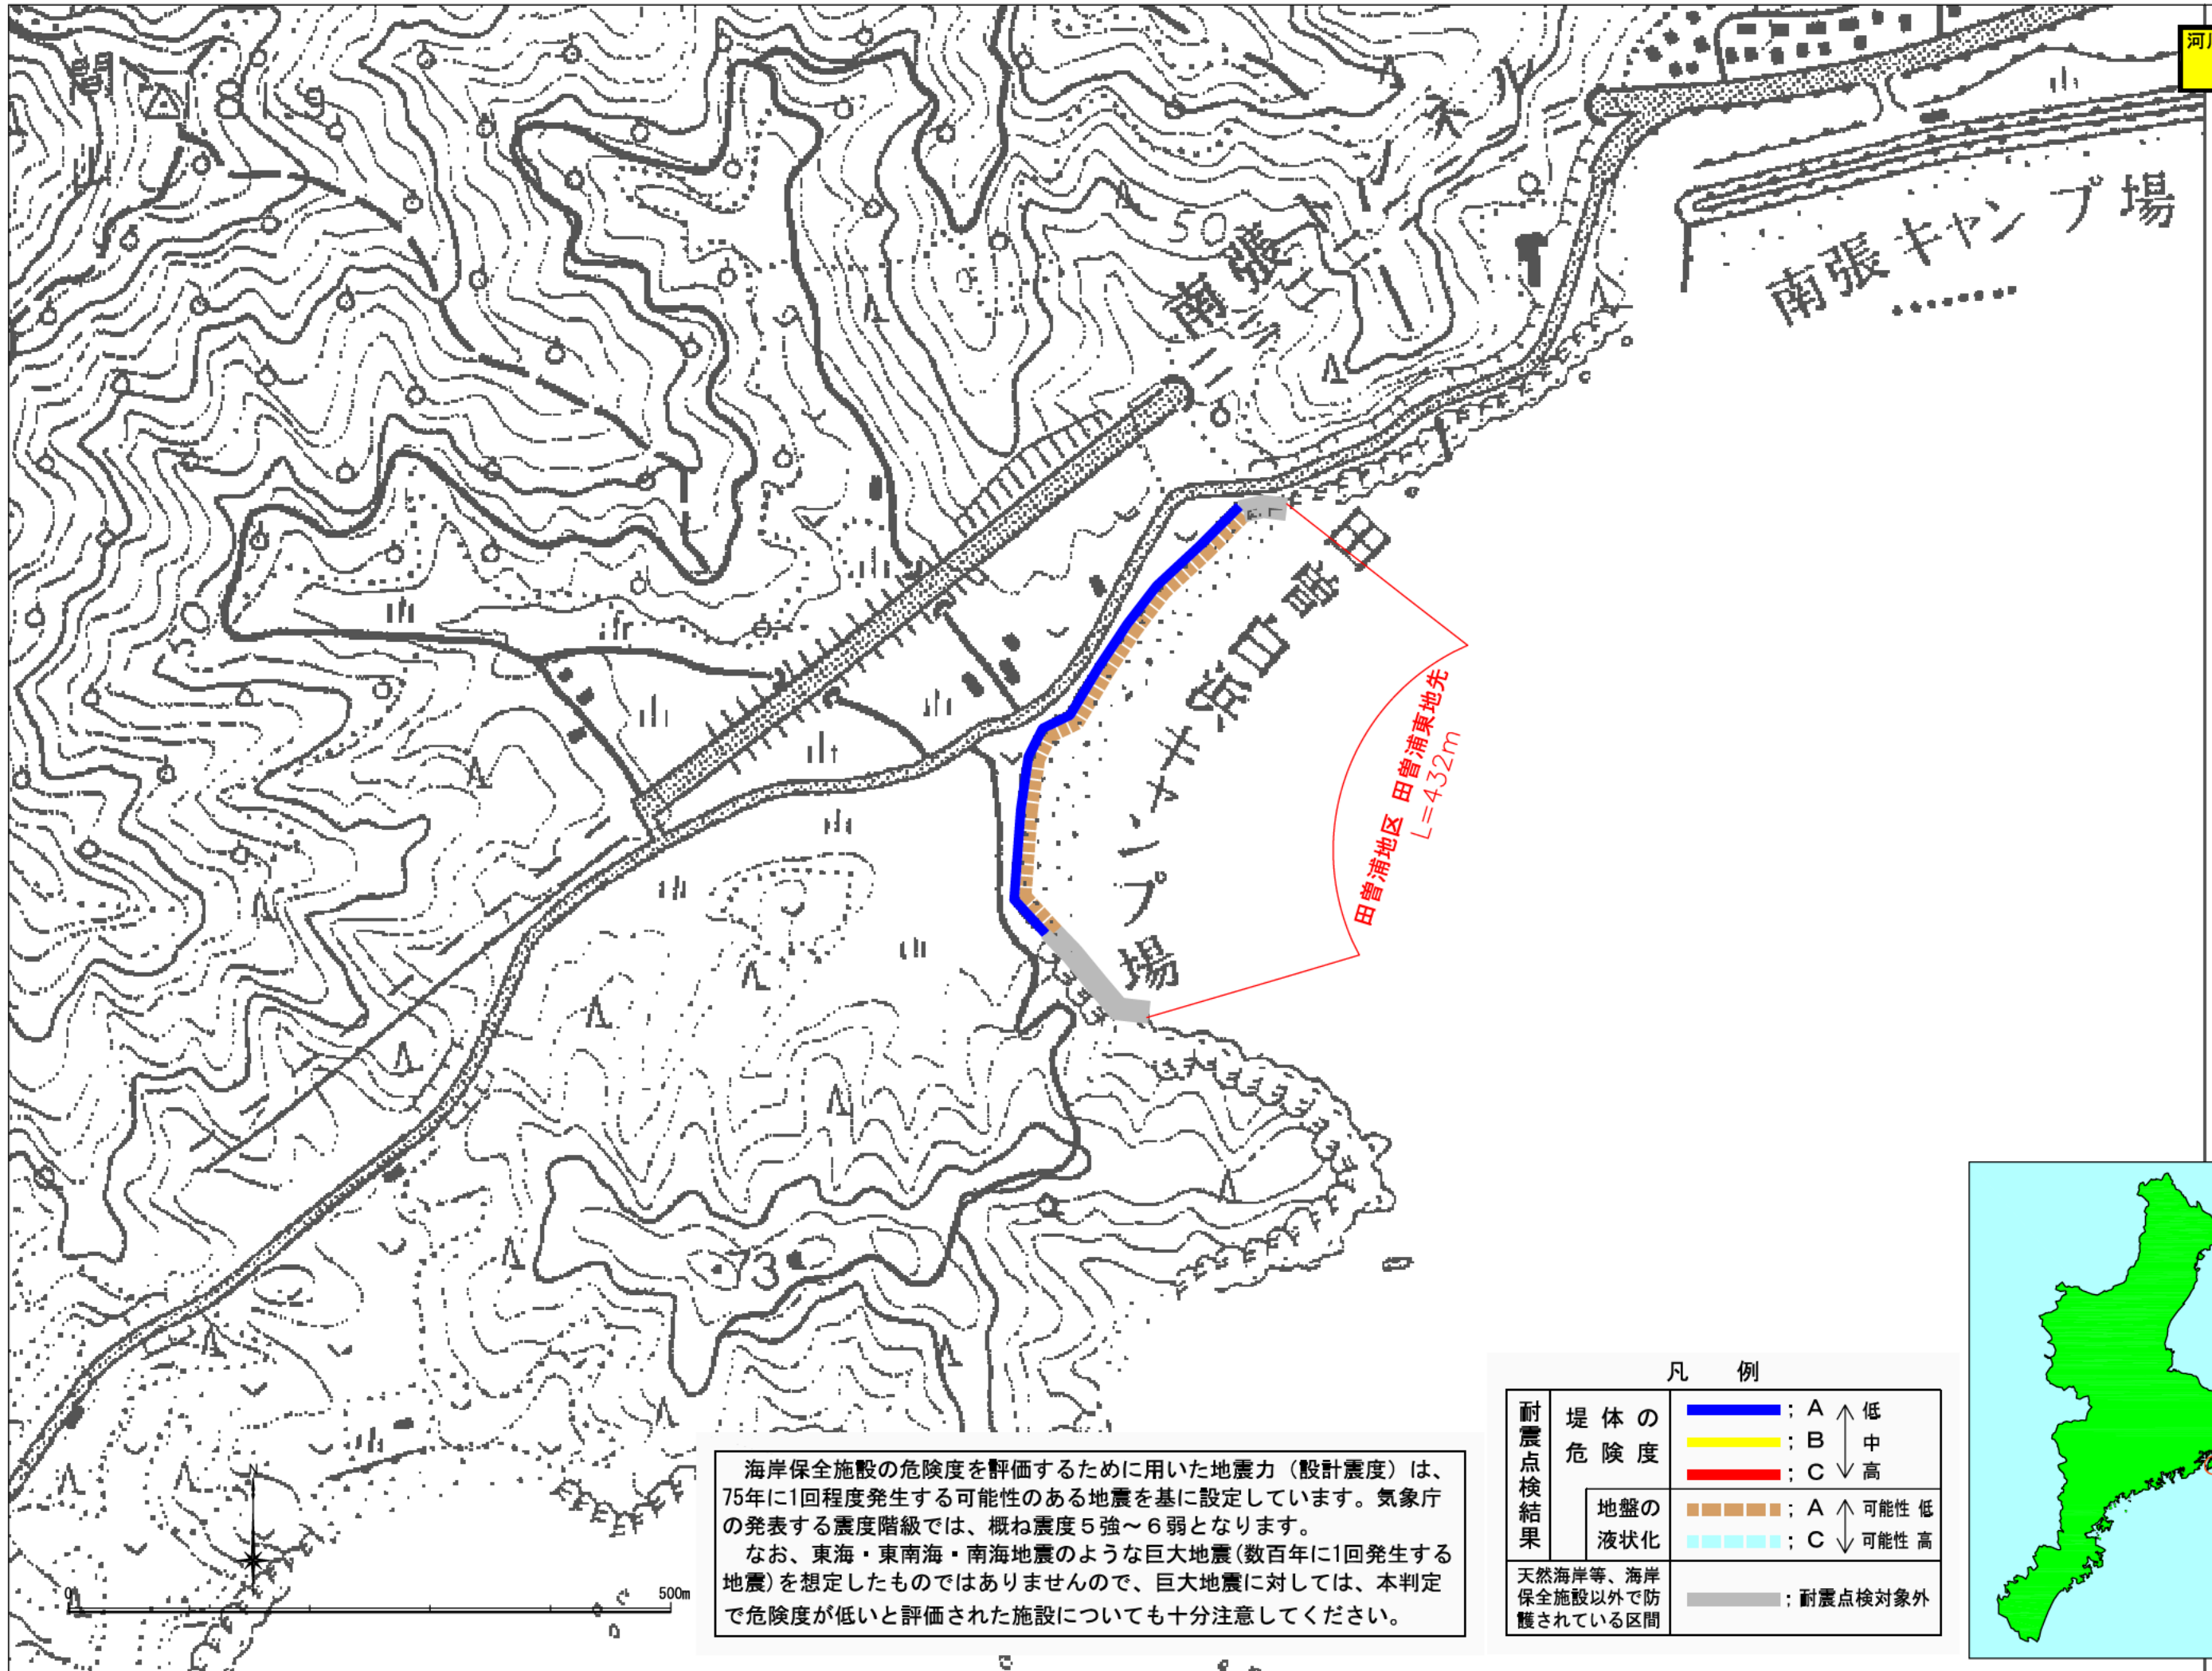 河川
80
50
南張
南張キャンプ場
田曽白浜
キャンプ場
田曽浦地区 田曽浦東地先
L=432m
50
73
N
0
500m
海岸保全施設の危険度を評価するために用いた地震力（設計震度）は、
75年に1回程度発生する可能性のある地震を基に設定しています。気象庁
の発表する震度階級では、概ね震度５強～６弱となります。
なお、東海・東南海・南海地震のような巨大地震(数百年に1回発生する
地震)を想定したものではありませんので、巨大地震に対しては、本判定
で危険度が低いと評価された施設についても十分注意してください。
凡 例
耐震点検結果
堤体の
危険度
; A 低
; B 中
; C 高
地盤の
液状化
; A 可能性 低
; C 可能性 高
天然海岸等、海岸
保全施設以外で防
護されている区間
; 耐震点検対象外